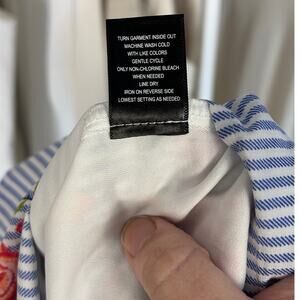 TURN GARMENT INSIDE OUT
MACHINE WASH COLD
WITH LIKE COLORS
GENTLE CYCLE
ONLY NON-CHLORINE BLEACH
WHEN NEEDED
LINE DRY
IRON ON REVERSE SIDE
LOWEST SETTING AS NEEDED